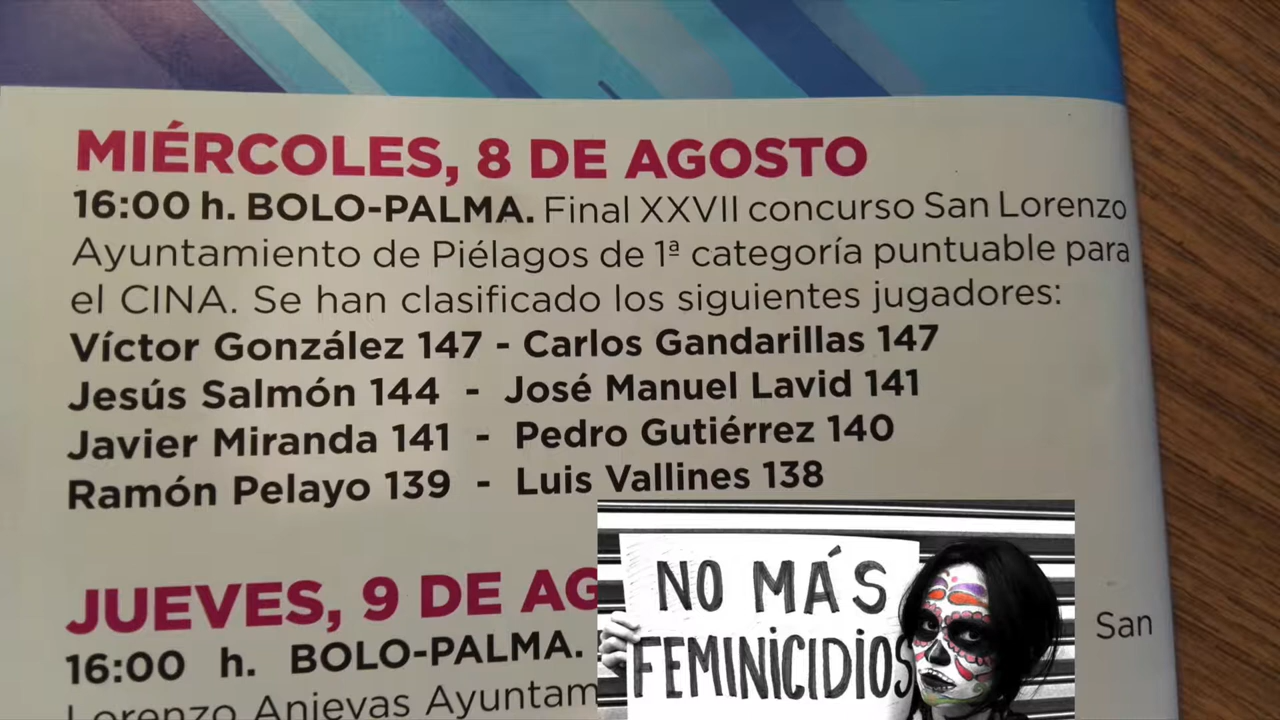 MIÉRCOLES, 8 DE AGOSTO
16:00 h. BOLO-PALMA. Final XXVII concurso San Lorenzo
Ayuntamiento de Piélagos de 1ª categoría puntuable para
el CINA. Se han clasificado los siguientes jugadores:
Víctor González 147 - Carlos Gandarillas 147
Jesús Salmón 144 - José Manuel Lavid 141
Javier Miranda 141 - Pedro Gutiérrez 140
Ramón Pelayo 139 - Luis Vallines 138
JUEVES, 9 DE AG
16:00 h. BOLO-PALMA. San
Lorenzo Anievas Ayuntam
NO MÁS
FEMINICIDIOS